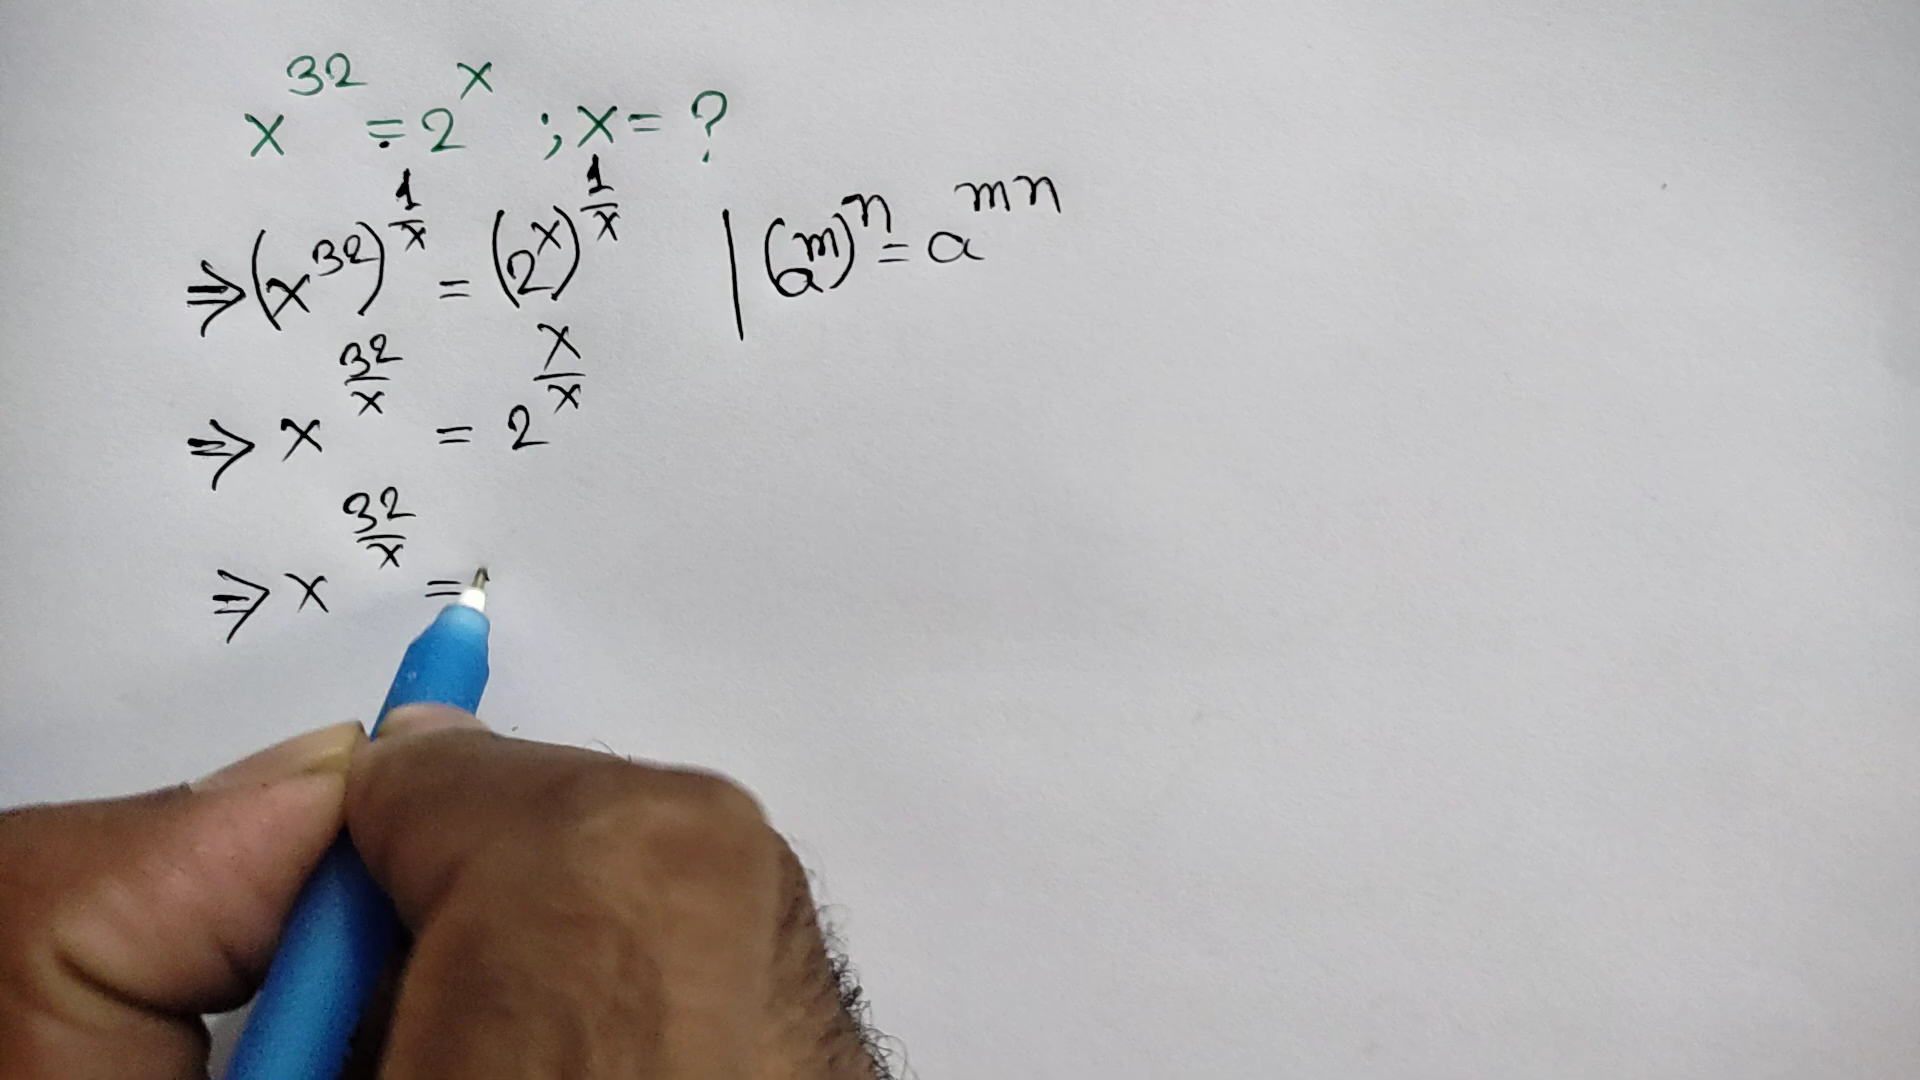 x^32 = 2^x ; x = ?
⇒ (x^32)^(1/x) = (2^x)^(1/x) | (a^m)^n = a^mn
⇒ x^(32/x) = 2^(x/x)
⇒ x^(32/x) =